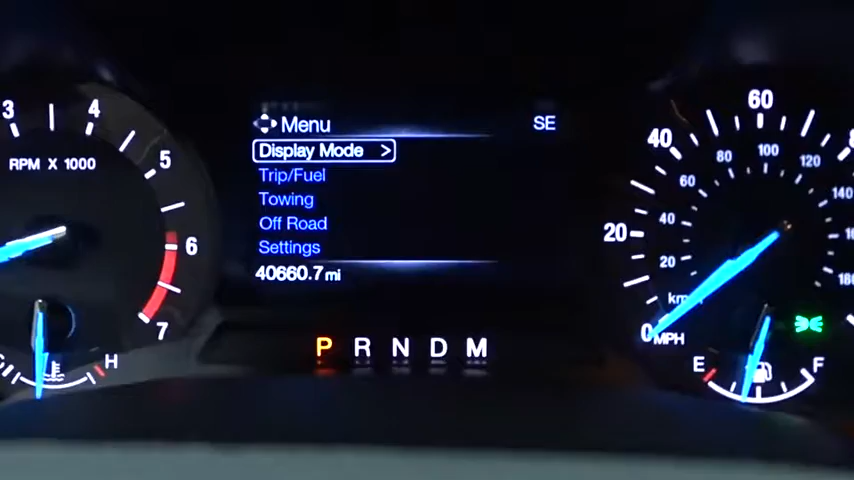 3 4 5 6 7
RPM X 1000
H
Menu
SE
Display Mode >
Trip/Fuel
Towing
Off Road
Settings
40660.7 mi
P R N D M
0 20 40 60
20 40 60 80 100 120 140
km/
MPH
E F